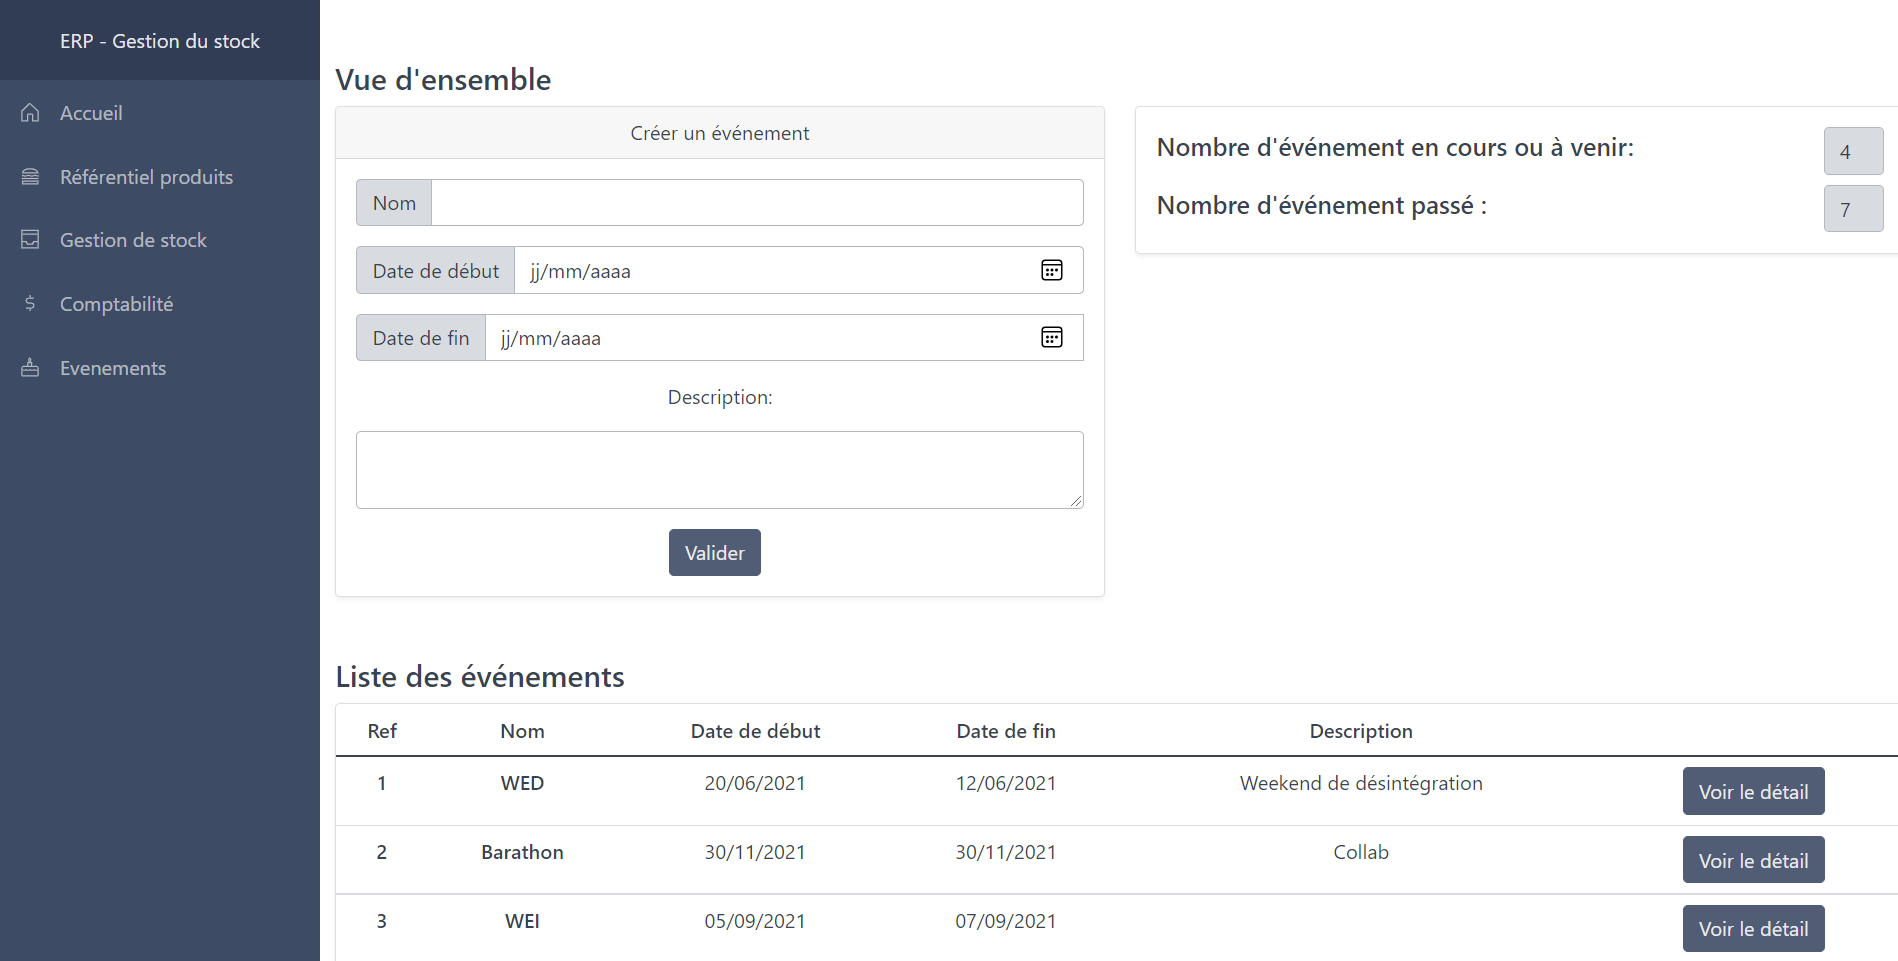 ERP - Gestion du stock
Accueil
Référentiel produits
Gestion de stock
Comptabilité
Evenements
Vue d'ensemble
Créer un événement
Nom
Date de début jj/mm/aaaa
Date de fin jj/mm/aaaa
Description:
Valider
Nombre d'événement en cours ou à venir: 4
Nombre d'événement passé : 7
Liste des événements
Ref Nom Date de début Date de fin Description
1 WED 20/06/2021 12/06/2021 Weekend de désintégration Voir le détail
2 Barathon 30/11/2021 30/11/2021 Collab Voir le détail
3 WEI 05/09/2021 07/09/2021 Voir le détail